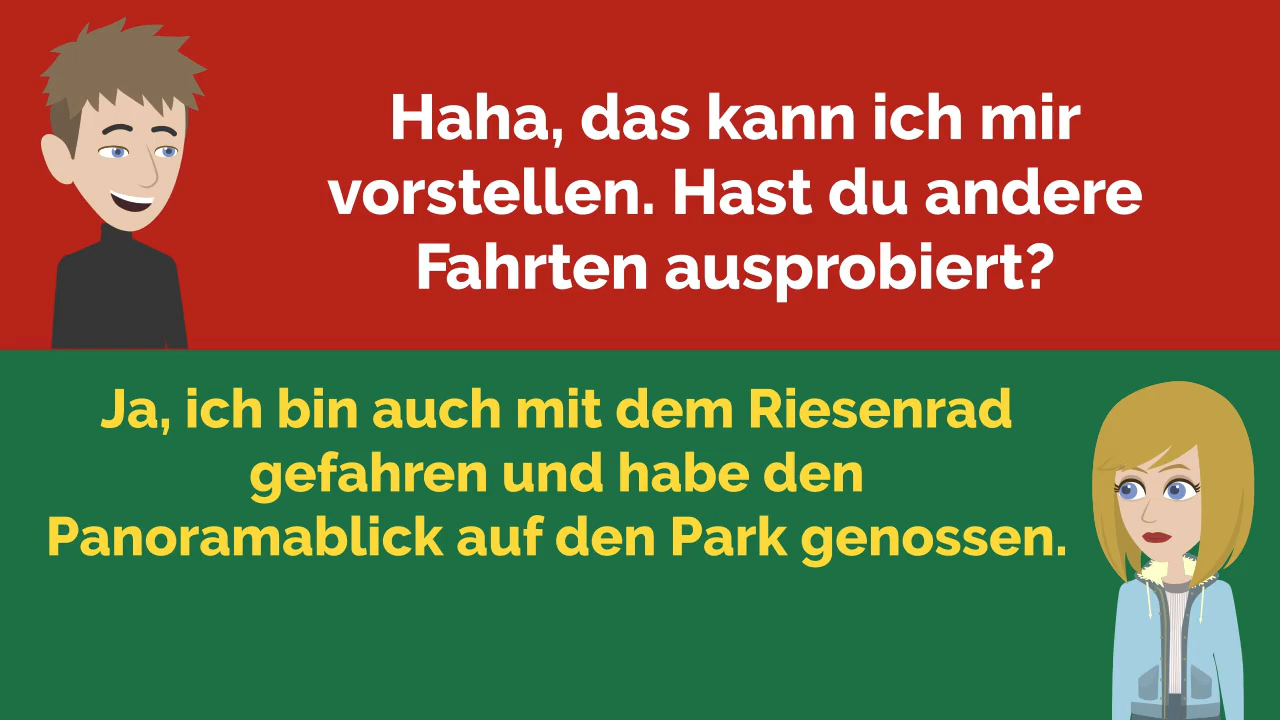 Haha, das kann ich mir
vorstellen. Hast du andere
Fahrten ausprobiert?
Ja, ich bin auch mit dem Riesenrad
gefahren und habe den
Panoramablick auf den Park genossen.